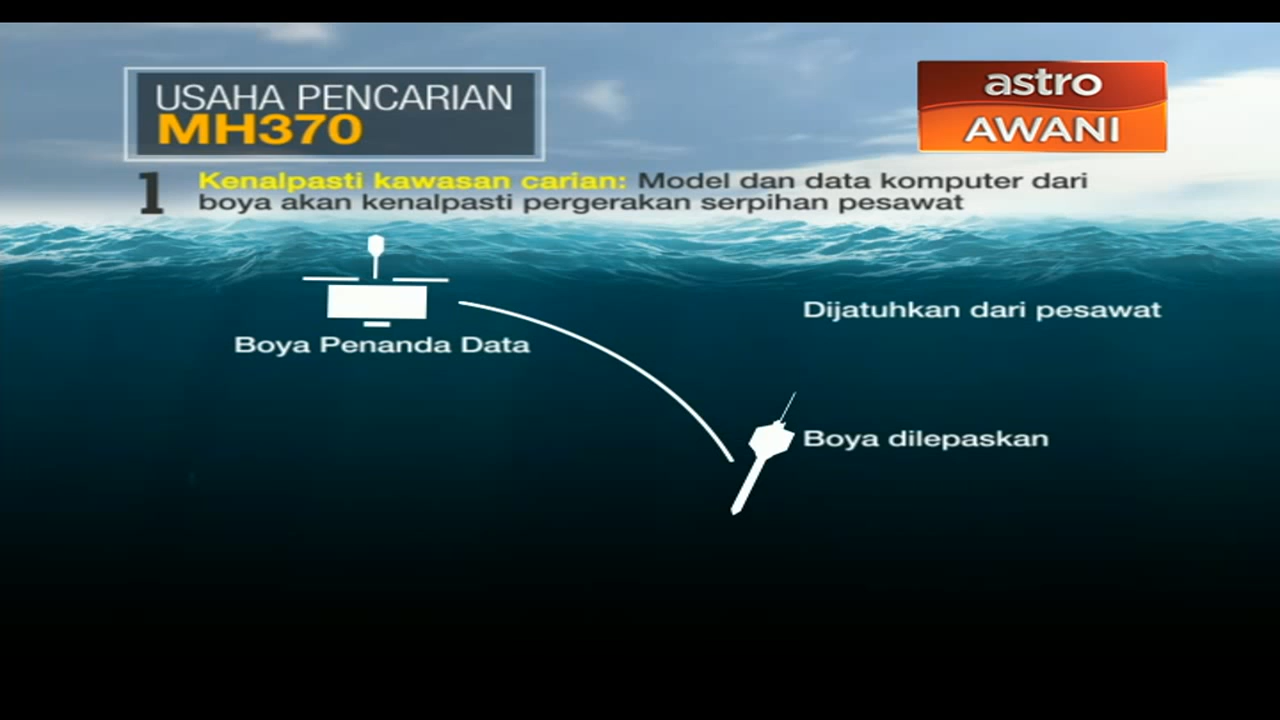 USAHA PENCARIAN
MH370
astro
AWANI
1
Kenalpasti kawasan carian: Model dan data komputer dari
boya akan kenalpasti pergerakan serpihan pesawat
Dijatuhkan dari pesawat
Boya Penanda Data
Boya dilepaskan